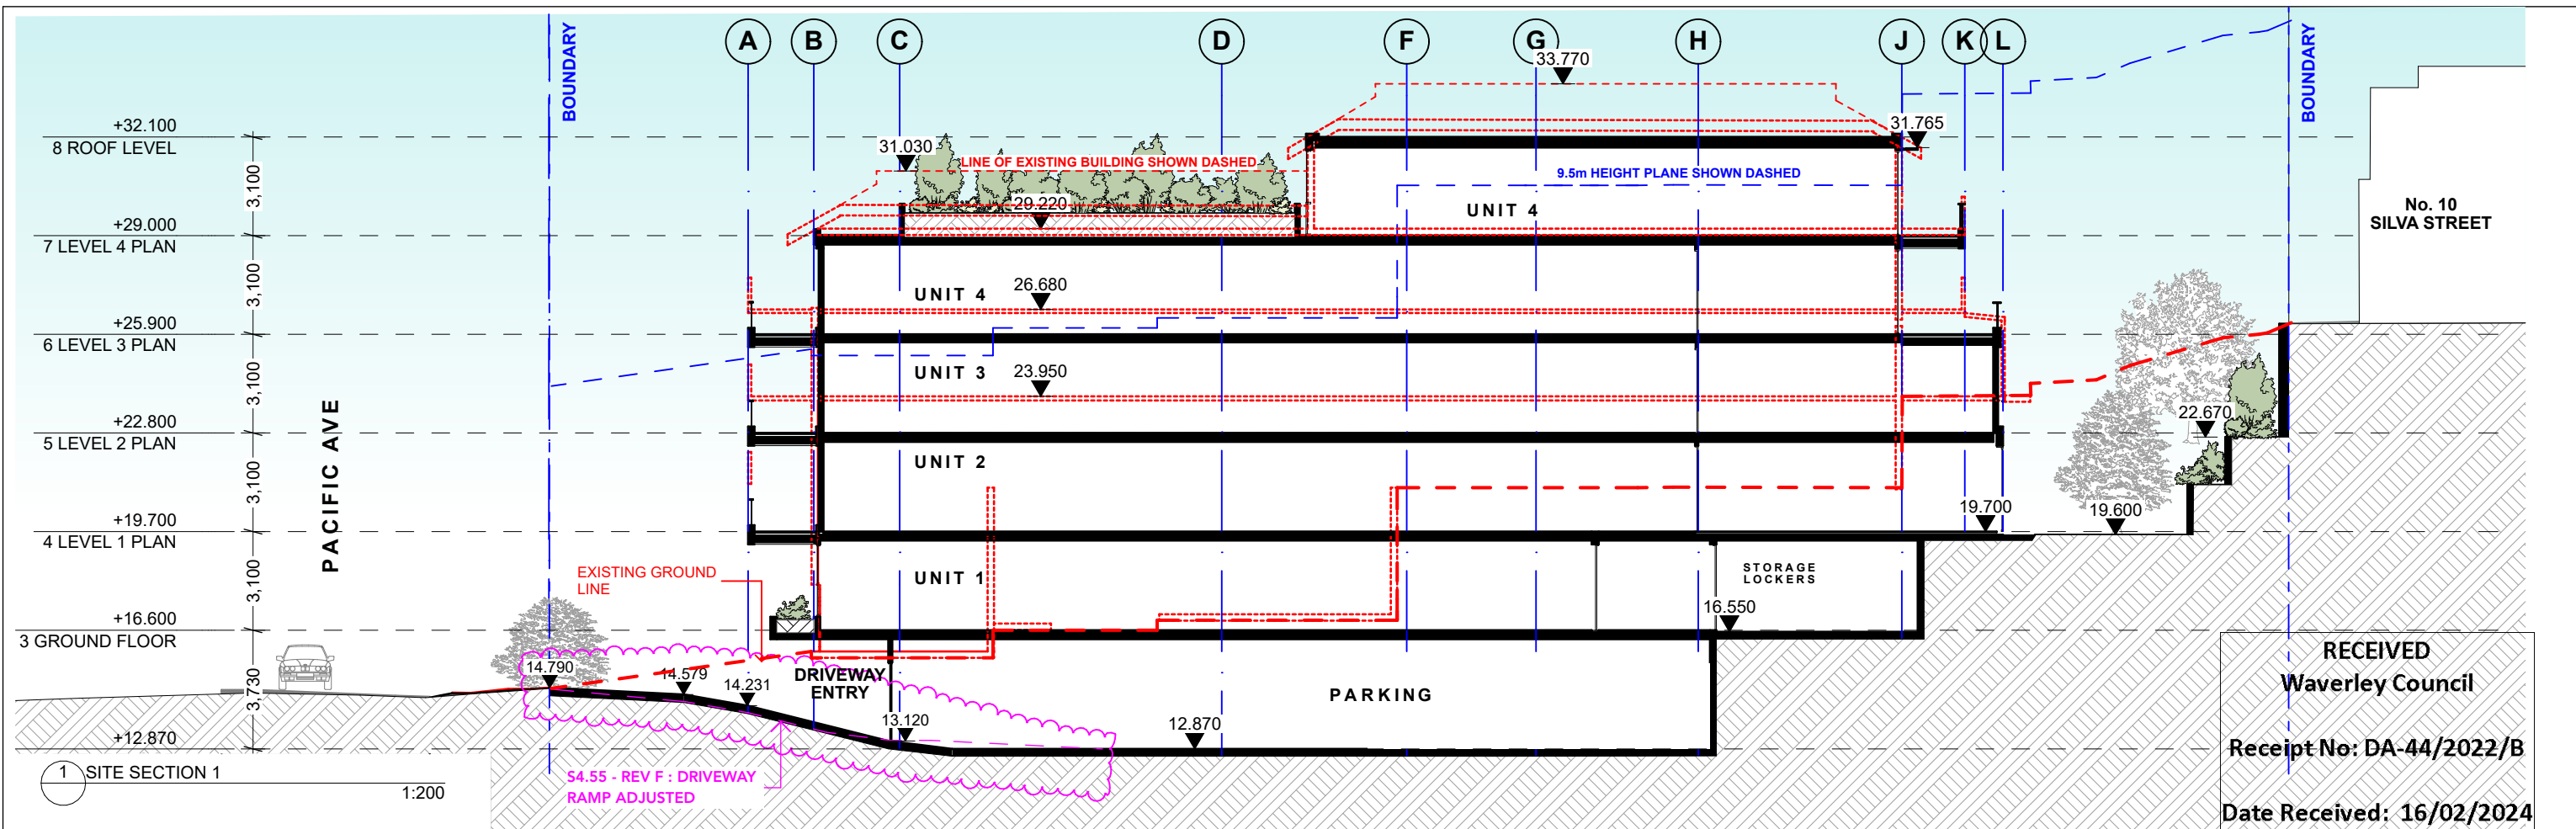 BOUNDARY
A
B
C
D
F
G
H
J
K
L
BOUNDARY
33.770
+32.100
8 ROOF LEVEL
31.765
31.030
LINE OF EXISTING BUILDING SHOWN DASHED
9.5m HEIGHT PLANE SHOWN DASHED
3,100
29.220
UNIT 4
No. 10
SILVA STREET
+29.000
7 LEVEL 4 PLAN
3,100
UNIT 4
26.680
+25.900
6 LEVEL 3 PLAN
3,100
UNIT 3
23.950
PACIFIC AVE
22.670
+22.800
5 LEVEL 2 PLAN
3,100
UNIT 2
19.700
19.600
+19.700
4 LEVEL 1 PLAN
3,100
EXISTING GROUND
LINE
UNIT 1
STORAGE
LOCKERS
16.550
+16.600
3 GROUND FLOOR
3,730
14.790
14.579
14.231
DRIVEWAY
ENTRY
13.120
12.870
PARKING
+12.870
1
SITE SECTION 1
1:200
S4.55 - REV F : DRIVEWAY
RAMP ADJUSTED
RECEIVED
Waverley Council
Receipt No: DA-44/2022/B
Date Received: 16/02/2024